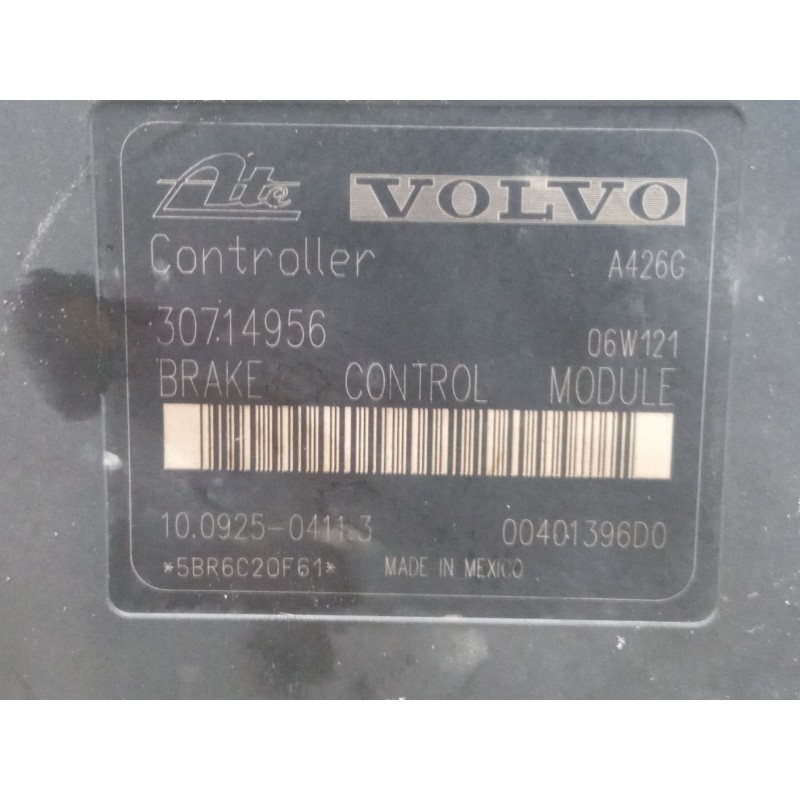 Ate VOLVO
Controller A426G
30714956 06W121
BRAKE CONTROL MODULE
10.0925-0411.3 00401396D0
*5BR6C20F61* MADE IN MEXICO